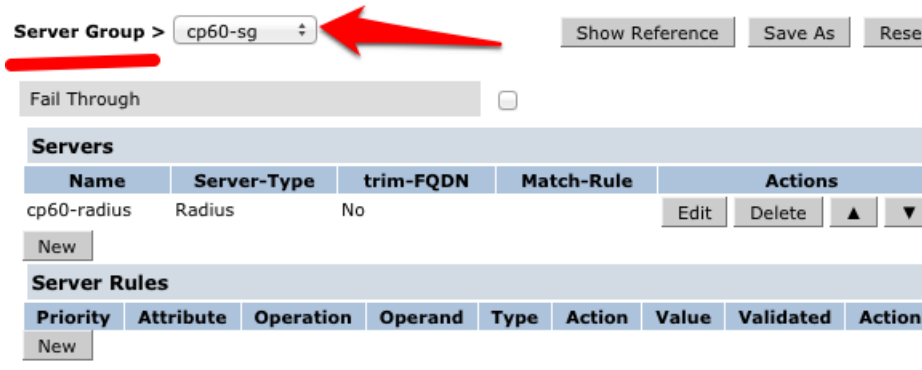 Server Group > cp60-sg Show Reference Save As Rese
Fail Through
Servers
Name Server-Type trim-FQDN Match-Rule Actions
cp60-radius Radius No Edit Delete ▲ ▼
New
Server Rules
Priority Attribute Operation Operand Type Action Value Validated Action
New